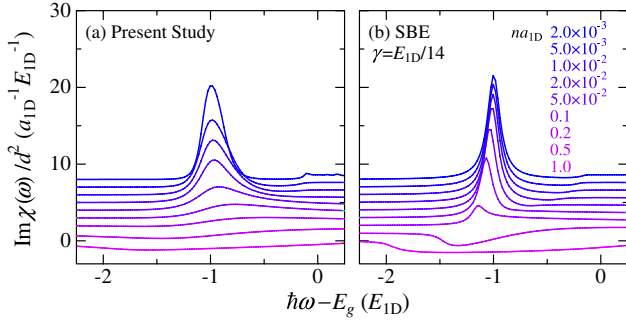 (a) Present Study
(b) SBE
γ=E1D/14
na1D
2.0×10⁻³
5.0×10⁻³
1.0×10⁻²
2.0×10⁻²
5.0×10⁻²
0.1
0.2
0.5
1.0
30
20
10
0
Im χ(ω)/d² (a1D⁻¹E1D⁻¹)
-2 -1 0 -2 -1 0
ħω−Eg (E1D)